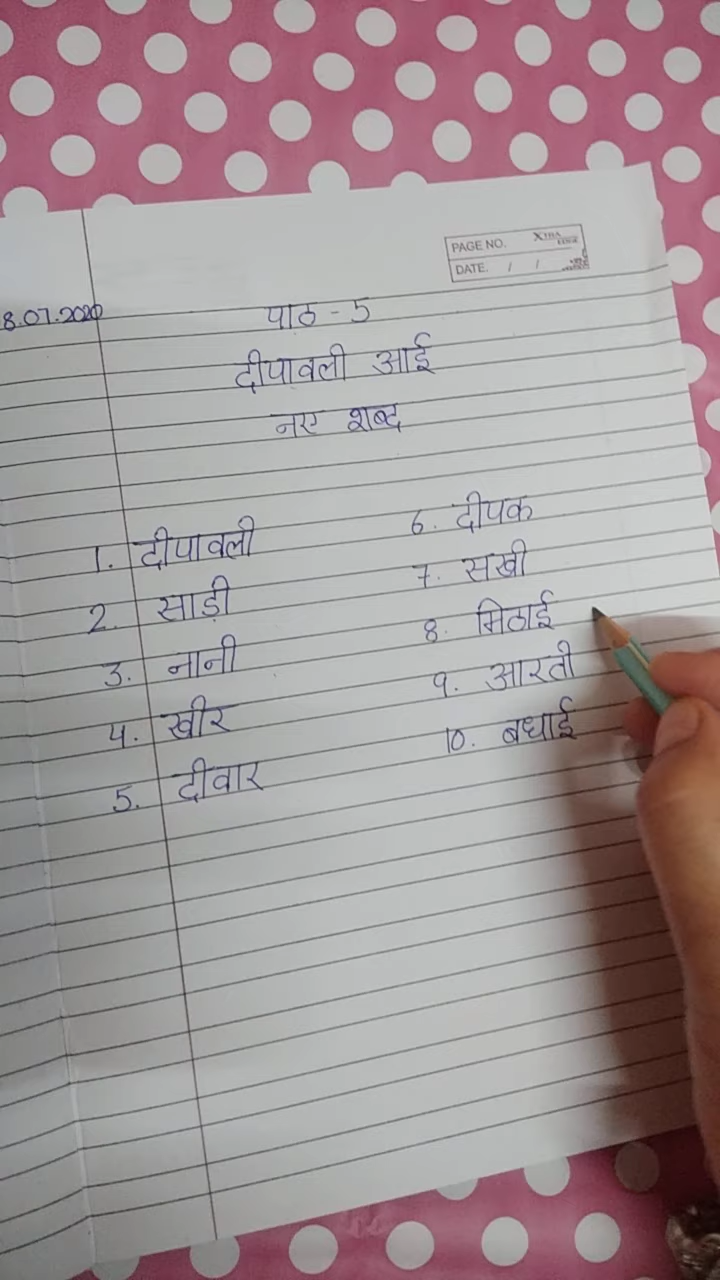 PAGE NO.
DATE. / /
8.07.2020
पाठ - 5
दीपावली आई
नए शब्द
1. दीपावली
2. साड़ी
3. नानी
4. खीर
5. दीवार
6. दीपक
7. सखी
8. मिठाई
9. आरती
10. बधाई